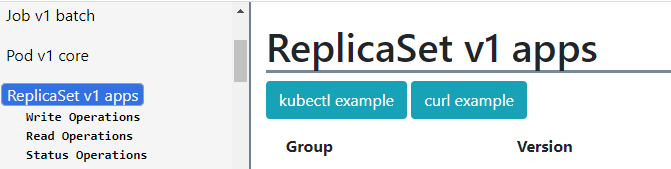 Job v1 batch
Pod v1 core
ReplicaSet v1 apps
Write Operations
Read Operations
Status Operations
ReplicaSet v1 apps
kubectl example curl example
Group Version